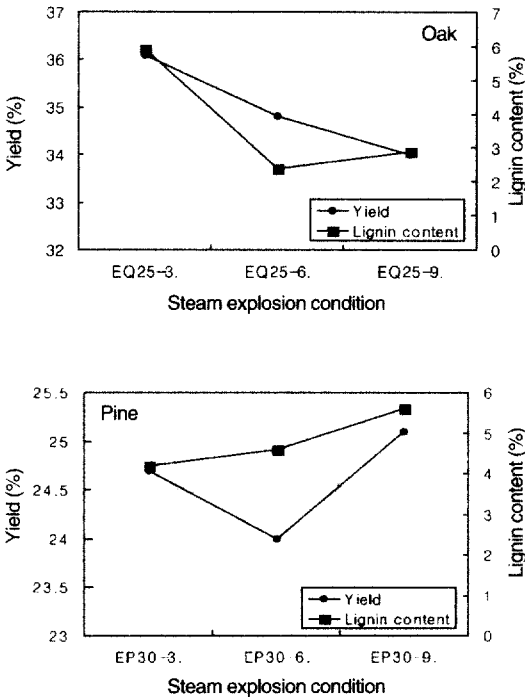 37
36
35
34
33
32
Yield (%)
7
6
5
4
3
2
1
0
Lignin content (%)
Oak
Yield
Lignin content
EQ25-3.
EQ25-6.
EQ25-9.
Steam explosion condition
25.5
25
24.5
24
23.5
23
Yield (%)
6
5
4
3
2
1
0
Lignin content (%)
Pine
Yield
Lignin content
EP30-3.
EP30-6.
EP30-9.
Steam explosion condition